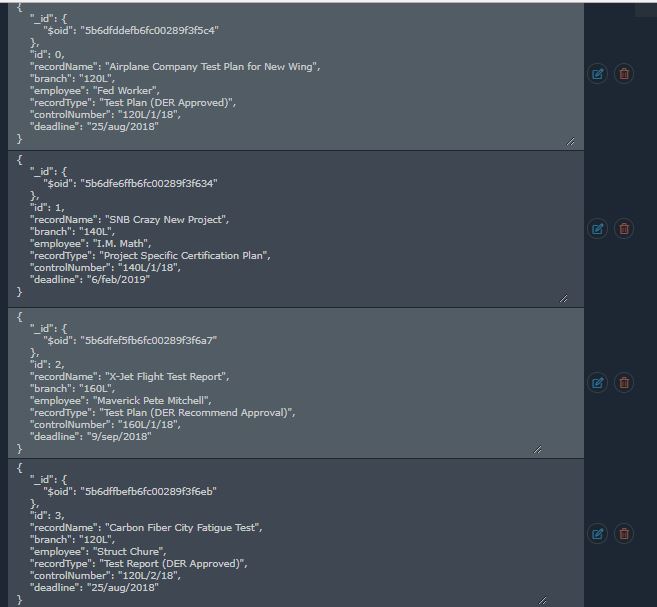 {
"_id": {
"$oid": "5b6dfddefb6fc00289f3f5c4"
},
"id": 0,
"recordName": "Airplane Company Test Plan for New Wing",
"branch": "120L",
"employee": "Fed Worker",
"recordType": "Test Plan (DER Approved)",
"controlNumber": "120L/1/18",
"deadline": "25/aug/2018"
}
{
"_id": {
"$oid": "5b6dfe6ffb6fc00289f3f634"
},
"id": 1,
"recordName": "SNB Crazy New Project",
"branch": "140L",
"employee": "I.M. Math",
"recordType": "Project Specific Certification Plan",
"controlNumber": "140L/1/18",
"deadline": "6/feb/2019"
}
{
"_id": {
"$oid": "5b6dfef5fb6fc00289f3f6a7"
},
"id": 2,
"recordName": "X-Jet Flight Test Report",
"branch": "160L",
"employee": "Maverick Pete Mitchell",
"recordType": "Test Plan (DER Recommend Approval)",
"controlNumber": "160L/1/18",
"deadline": "9/sep/2018"
}
{
"_id": {
"$oid": "5b6dffbefb6fc00289f3f6eb"
},
"id": 3,
"recordName": "Carbon Fiber City Fatigue Test",
"branch": "120L",
"employee": "Struct Chure",
"recordType": "Test Report (DER Approved)",
"controlNumber": "120L/2/18",
"deadline": "25/aug/2018"
}